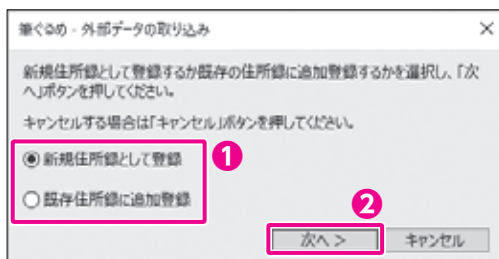 筆ぐるめ - 外部データの取り込み
新規住所録として登録するか既存の住所録に追加登録するかを選択し、「次
へ」ボタンを押してください。
キャンセルする場合は「キャンセル」ボタンを押してください。
新規住所録として登録
1
既存住所録に追加登録
2
次へ >
キャンセル